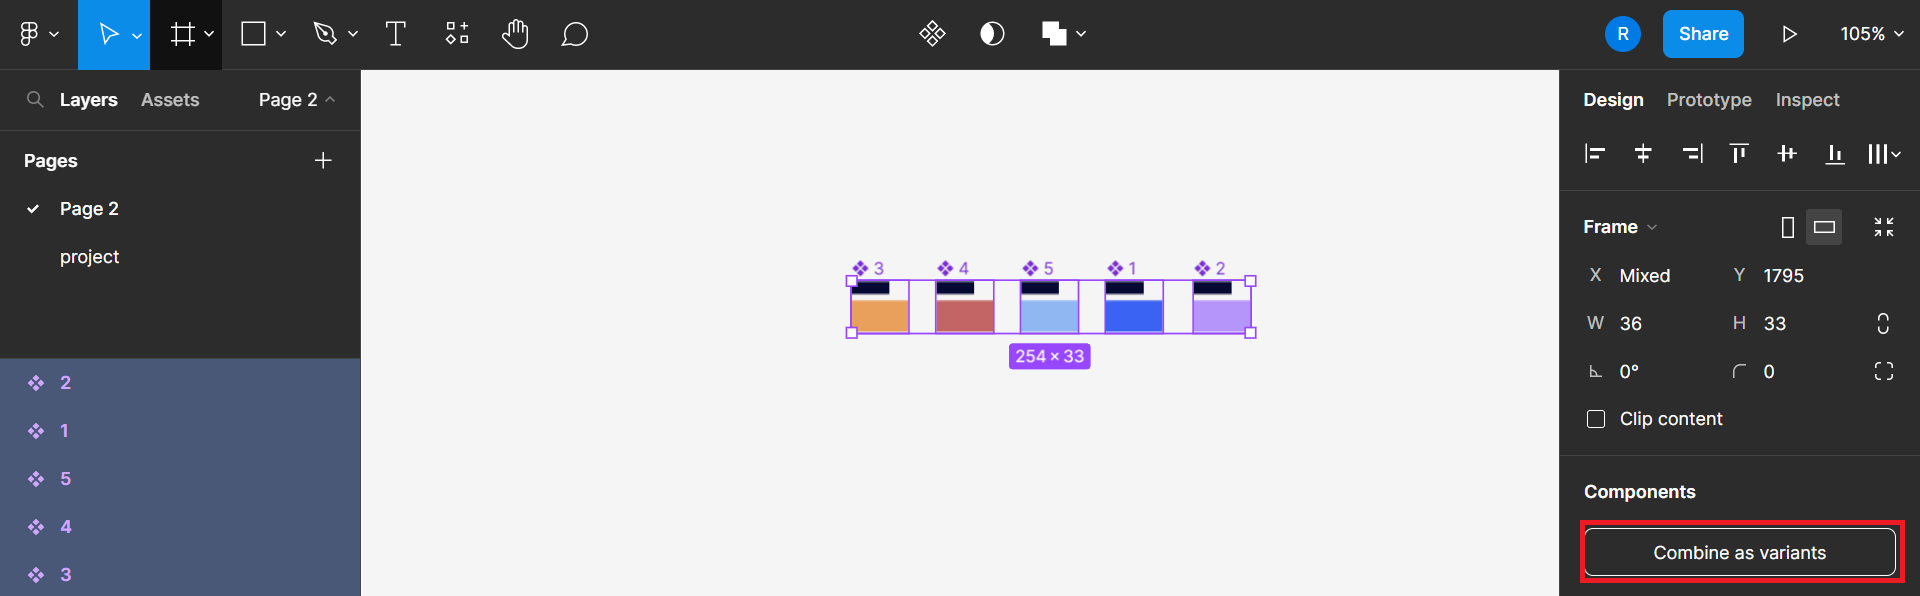 R
Share
105%
Layers
Assets
Page 2
Pages
Page 2
project
2
1
5
4
3
3
4
5
1
2
254 × 33
Design
Prototype
Inspect
Frame
X Mixed
Y 1795
W 36
H 33
0°
0
Clip content
Components
Combine as variants